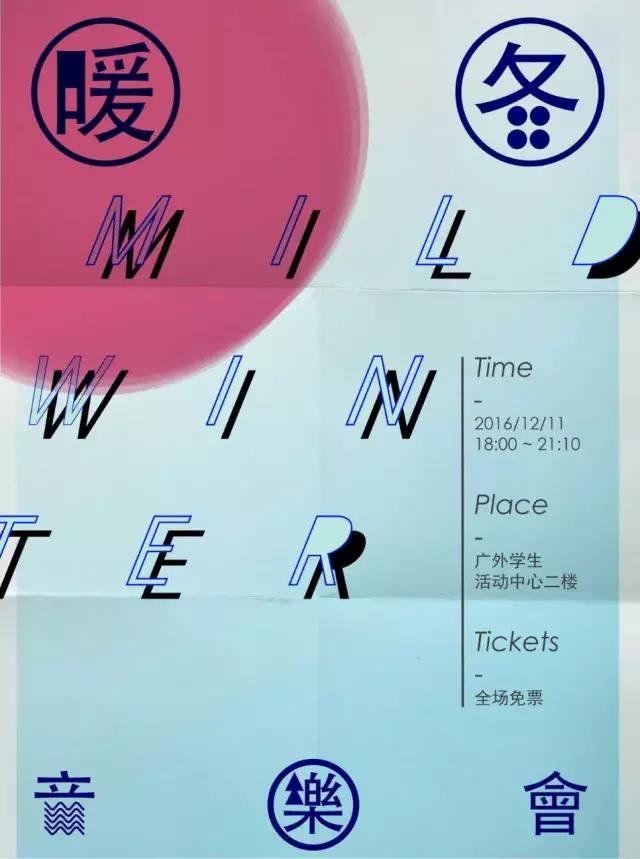 暖 冬
MILD
WIN
TER
Time
-
2016/12/11
18:00 ~ 21:10
Place
-
广外学生
活动中心二楼
Tickets
-
全场免票
音 樂 會